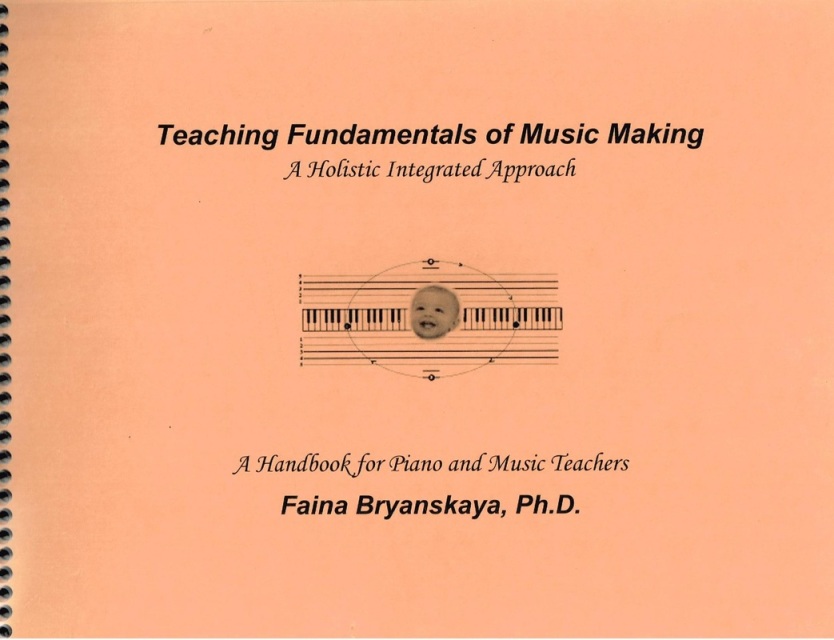 Teaching Fundamentals of Music Making
A Holistic Integrated Approach
A Handbook for Piano and Music Teachers
Faina Bryanskaya, Ph.D.